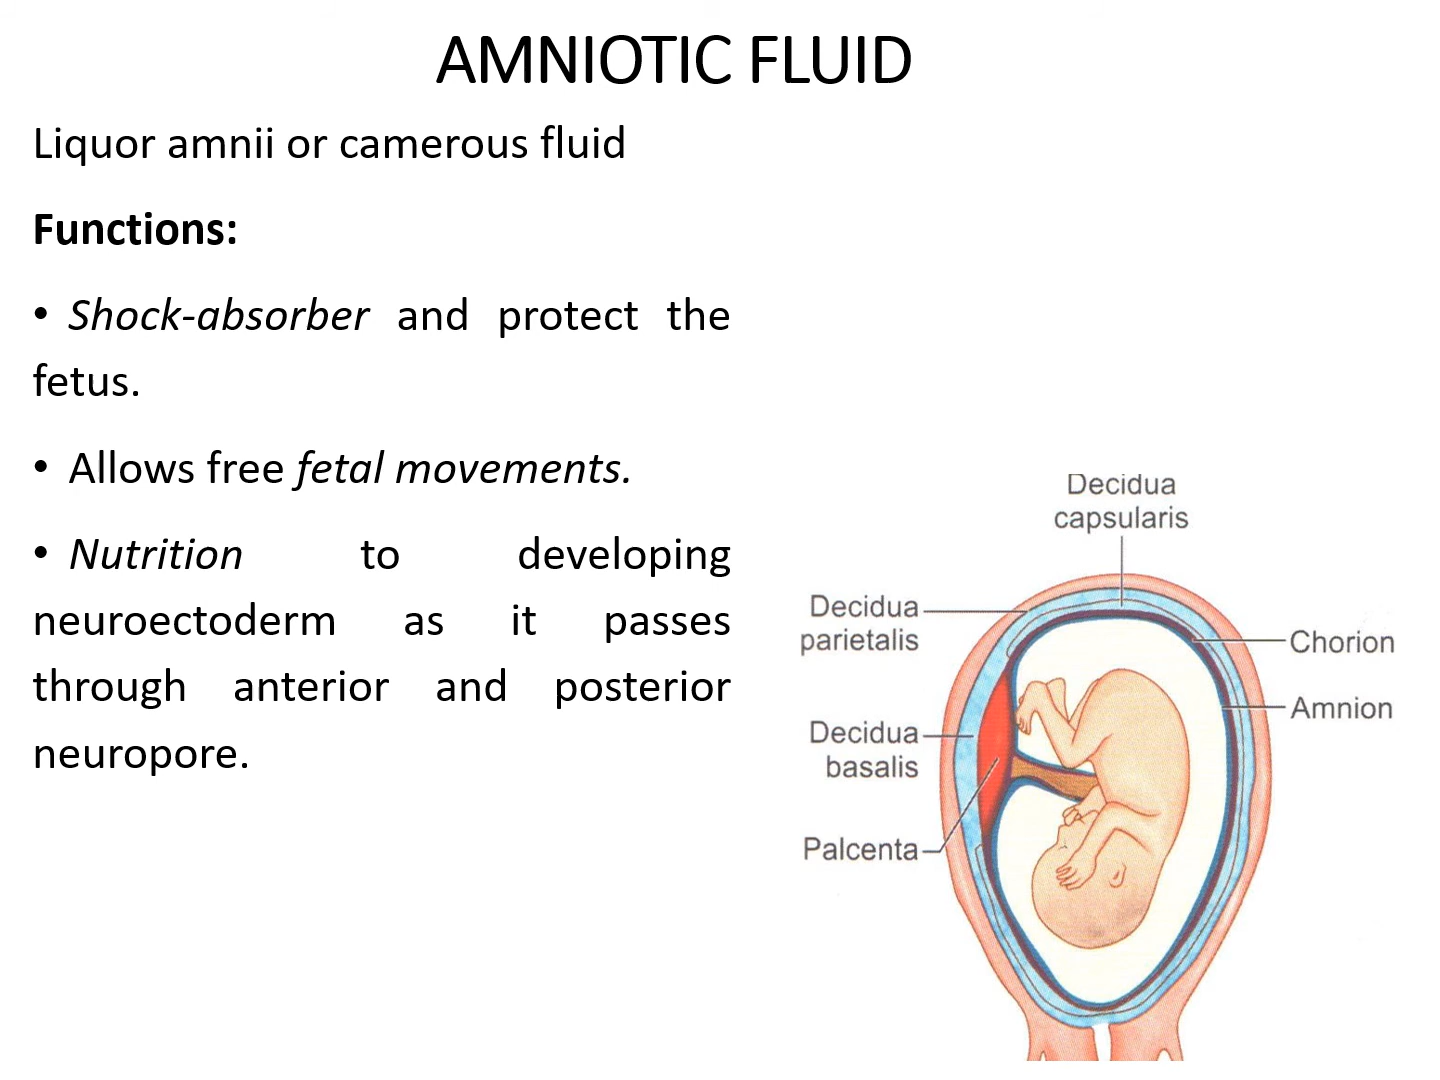 AMNIOTIC FLUID
Liquor amnii or camerous fluid
Functions:
• Shock-absorber and protect the
fetus.
• Allows free fetal movements.
• Nutrition to developing
neuroectoderm as it passes
through anterior and posterior
neuropore.
Decidua
capsularis
Decidua
parietalis
Chorion
Amnion
Decidua
basalis
Palcenta